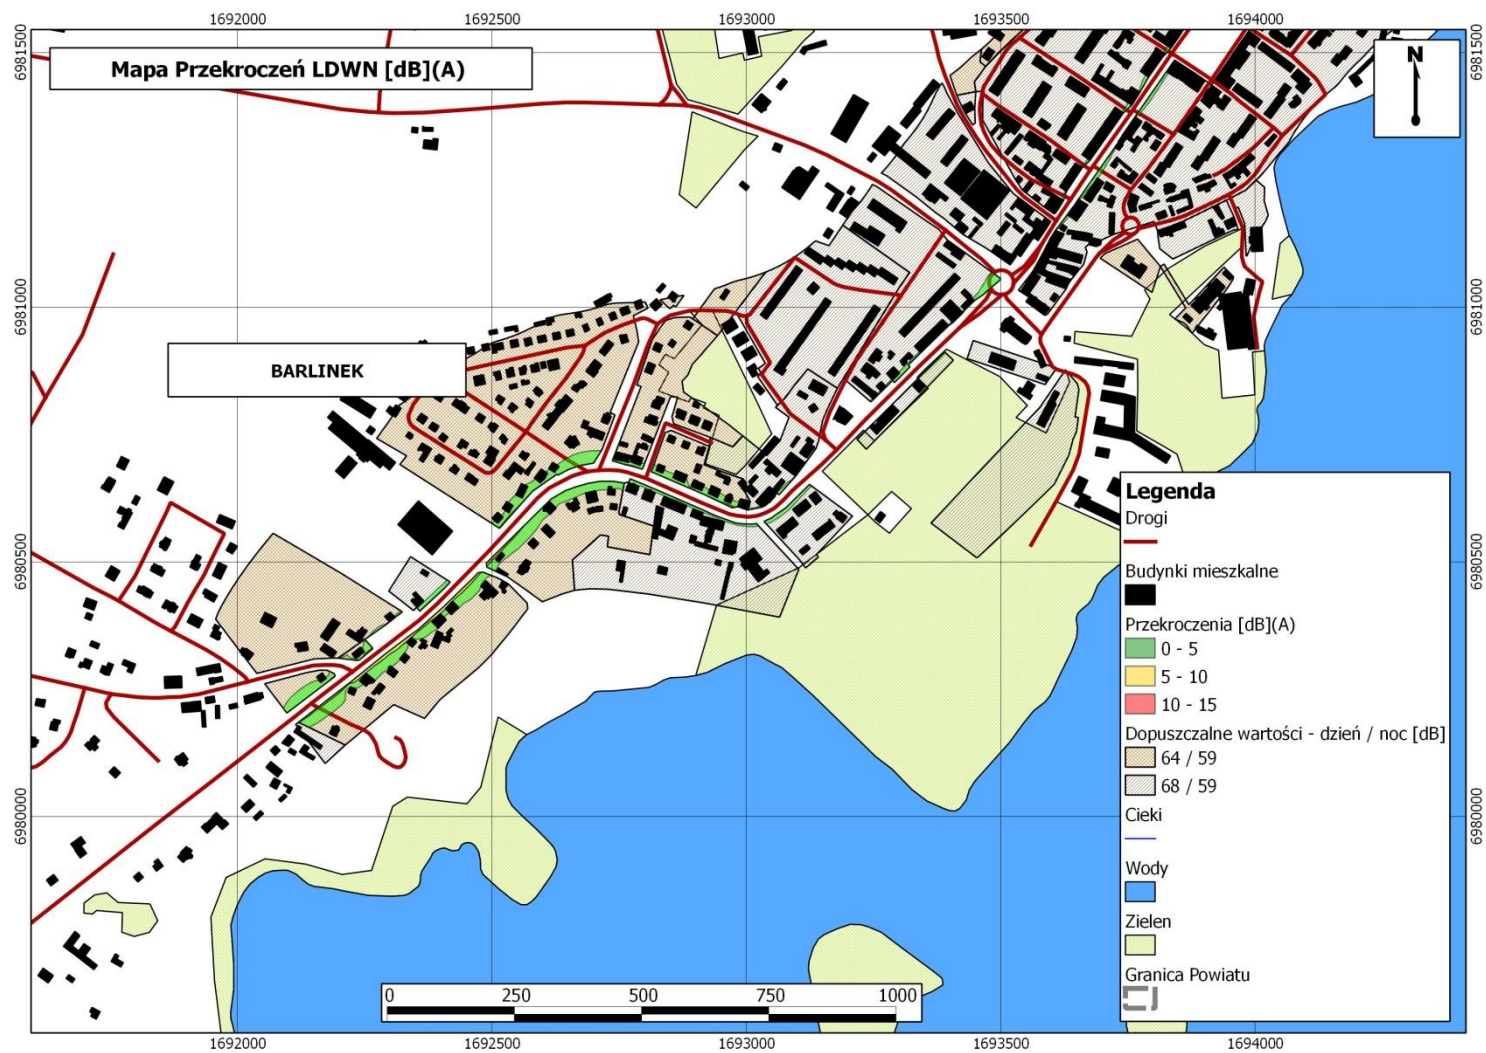 1692000 1692500 1693000 1693500 1694000
6981500 6981500
Mapa Przekroczeń LDWN [dB](A)
N
6981000 6981000
BARLINEK
6980500 6980500
Legenda
Drogi
Budynki mieszkalne
Przekroczenia [dB](A)
0 - 5
5 - 10
10 - 15
Dopuszczalne wartości - dzień / noc [dB]
64 / 59
68 / 59
Cieki
Wody
Zielen
Granica Powiatu
6980000 6980000
0 250 500 750 1000
1692000 1692500 1693000 1693500 1694000